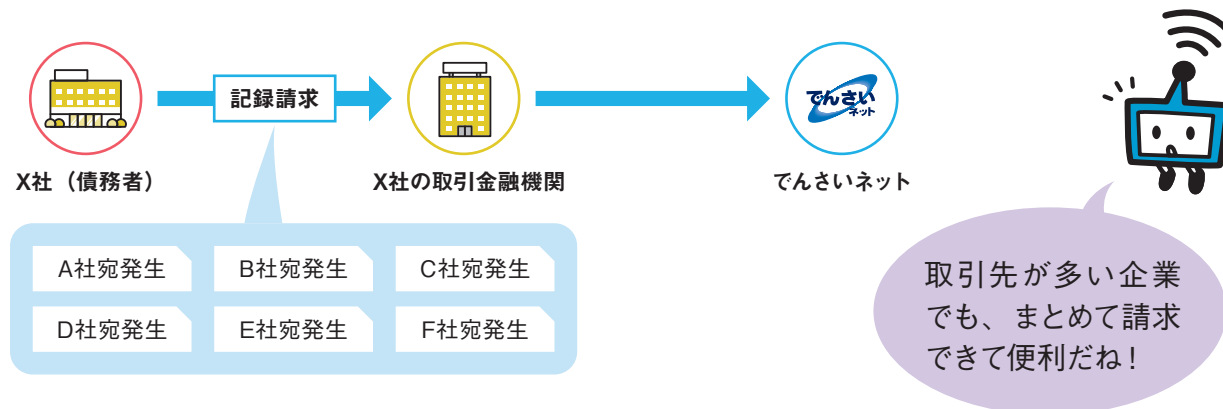 記録請求
でんさい
ネット
X社（債務者）
X社の取引金融機関
でんさいネット
A社宛発生
B社宛発生
C社宛発生
D社宛発生
E社宛発生
F社宛発生
取引先が多い企業
でも、まとめて請求
できて便利だね！